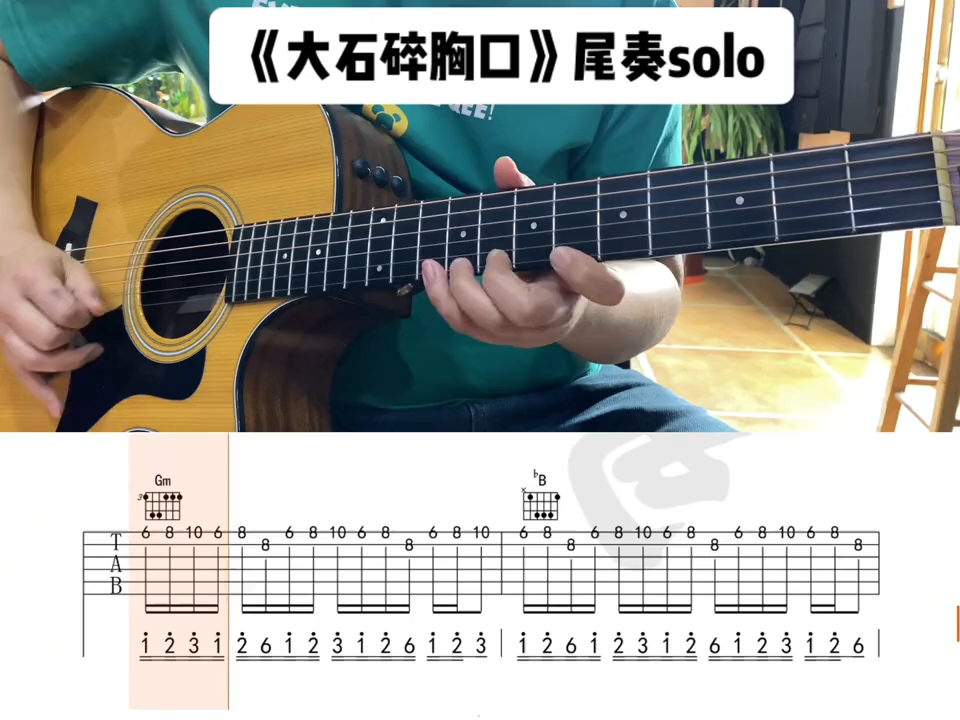 《大石碎胸口》尾奏solo
GEE!
Gm ♭B
3 ×
6 8 10 6 8 6 8 10 6 8 6 8 10 6 8 6 8 10 6 8 6 8 10 6 8
T 8 8 8 8 8
A
B
1̇ 2̇ 3̇ 1̇ 2̇ 6 1̇ 2̇ 3̇ 1̇ 2̇ 6 1̇ 2̇ 3̇ 1̇ 2̇ 6 1̇ 2̇ 3̇ 1̇ 2̇ 6 1̇ 2̇ 3̇ 1̇ 2̇ 6